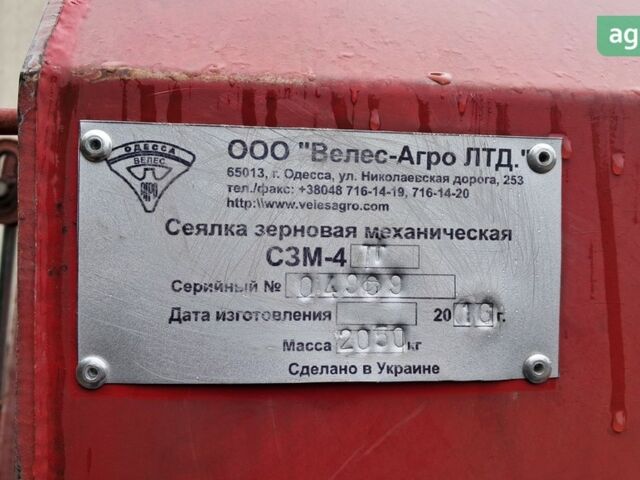 ag
ОДЕССА
ВЕЛЕС
ООО "Велес-Агро ЛТД."
65013, г. Одесса, ул. Николаевская дорога, 253
тел./факс: +38048 716-14-19, 716-14-20
http:\\www.velesagro.com
Сеялка зерновая механическая
СЗМ-4
Серийный № 04969
Дата изготовления 2016 г.
Масса 2050 кг
Сделано в Украине